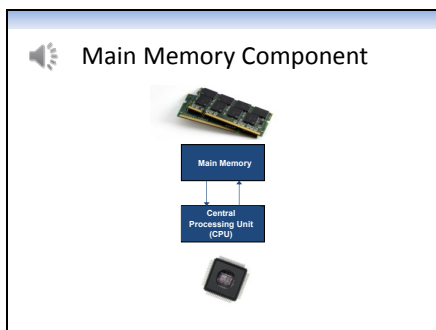 Main Memory Component
Main Memory
Central
Processing Unit
(CPU)